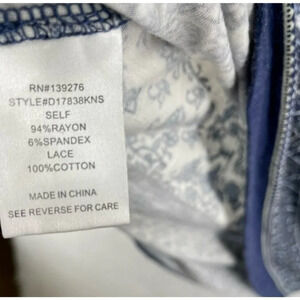 RN#139276
STYLE#D17838KNS
SELF
94%RAYON
6%SPANDEX
LACE
100%COTTON
MADE IN CHINA
SEE REVERSE FOR CARE